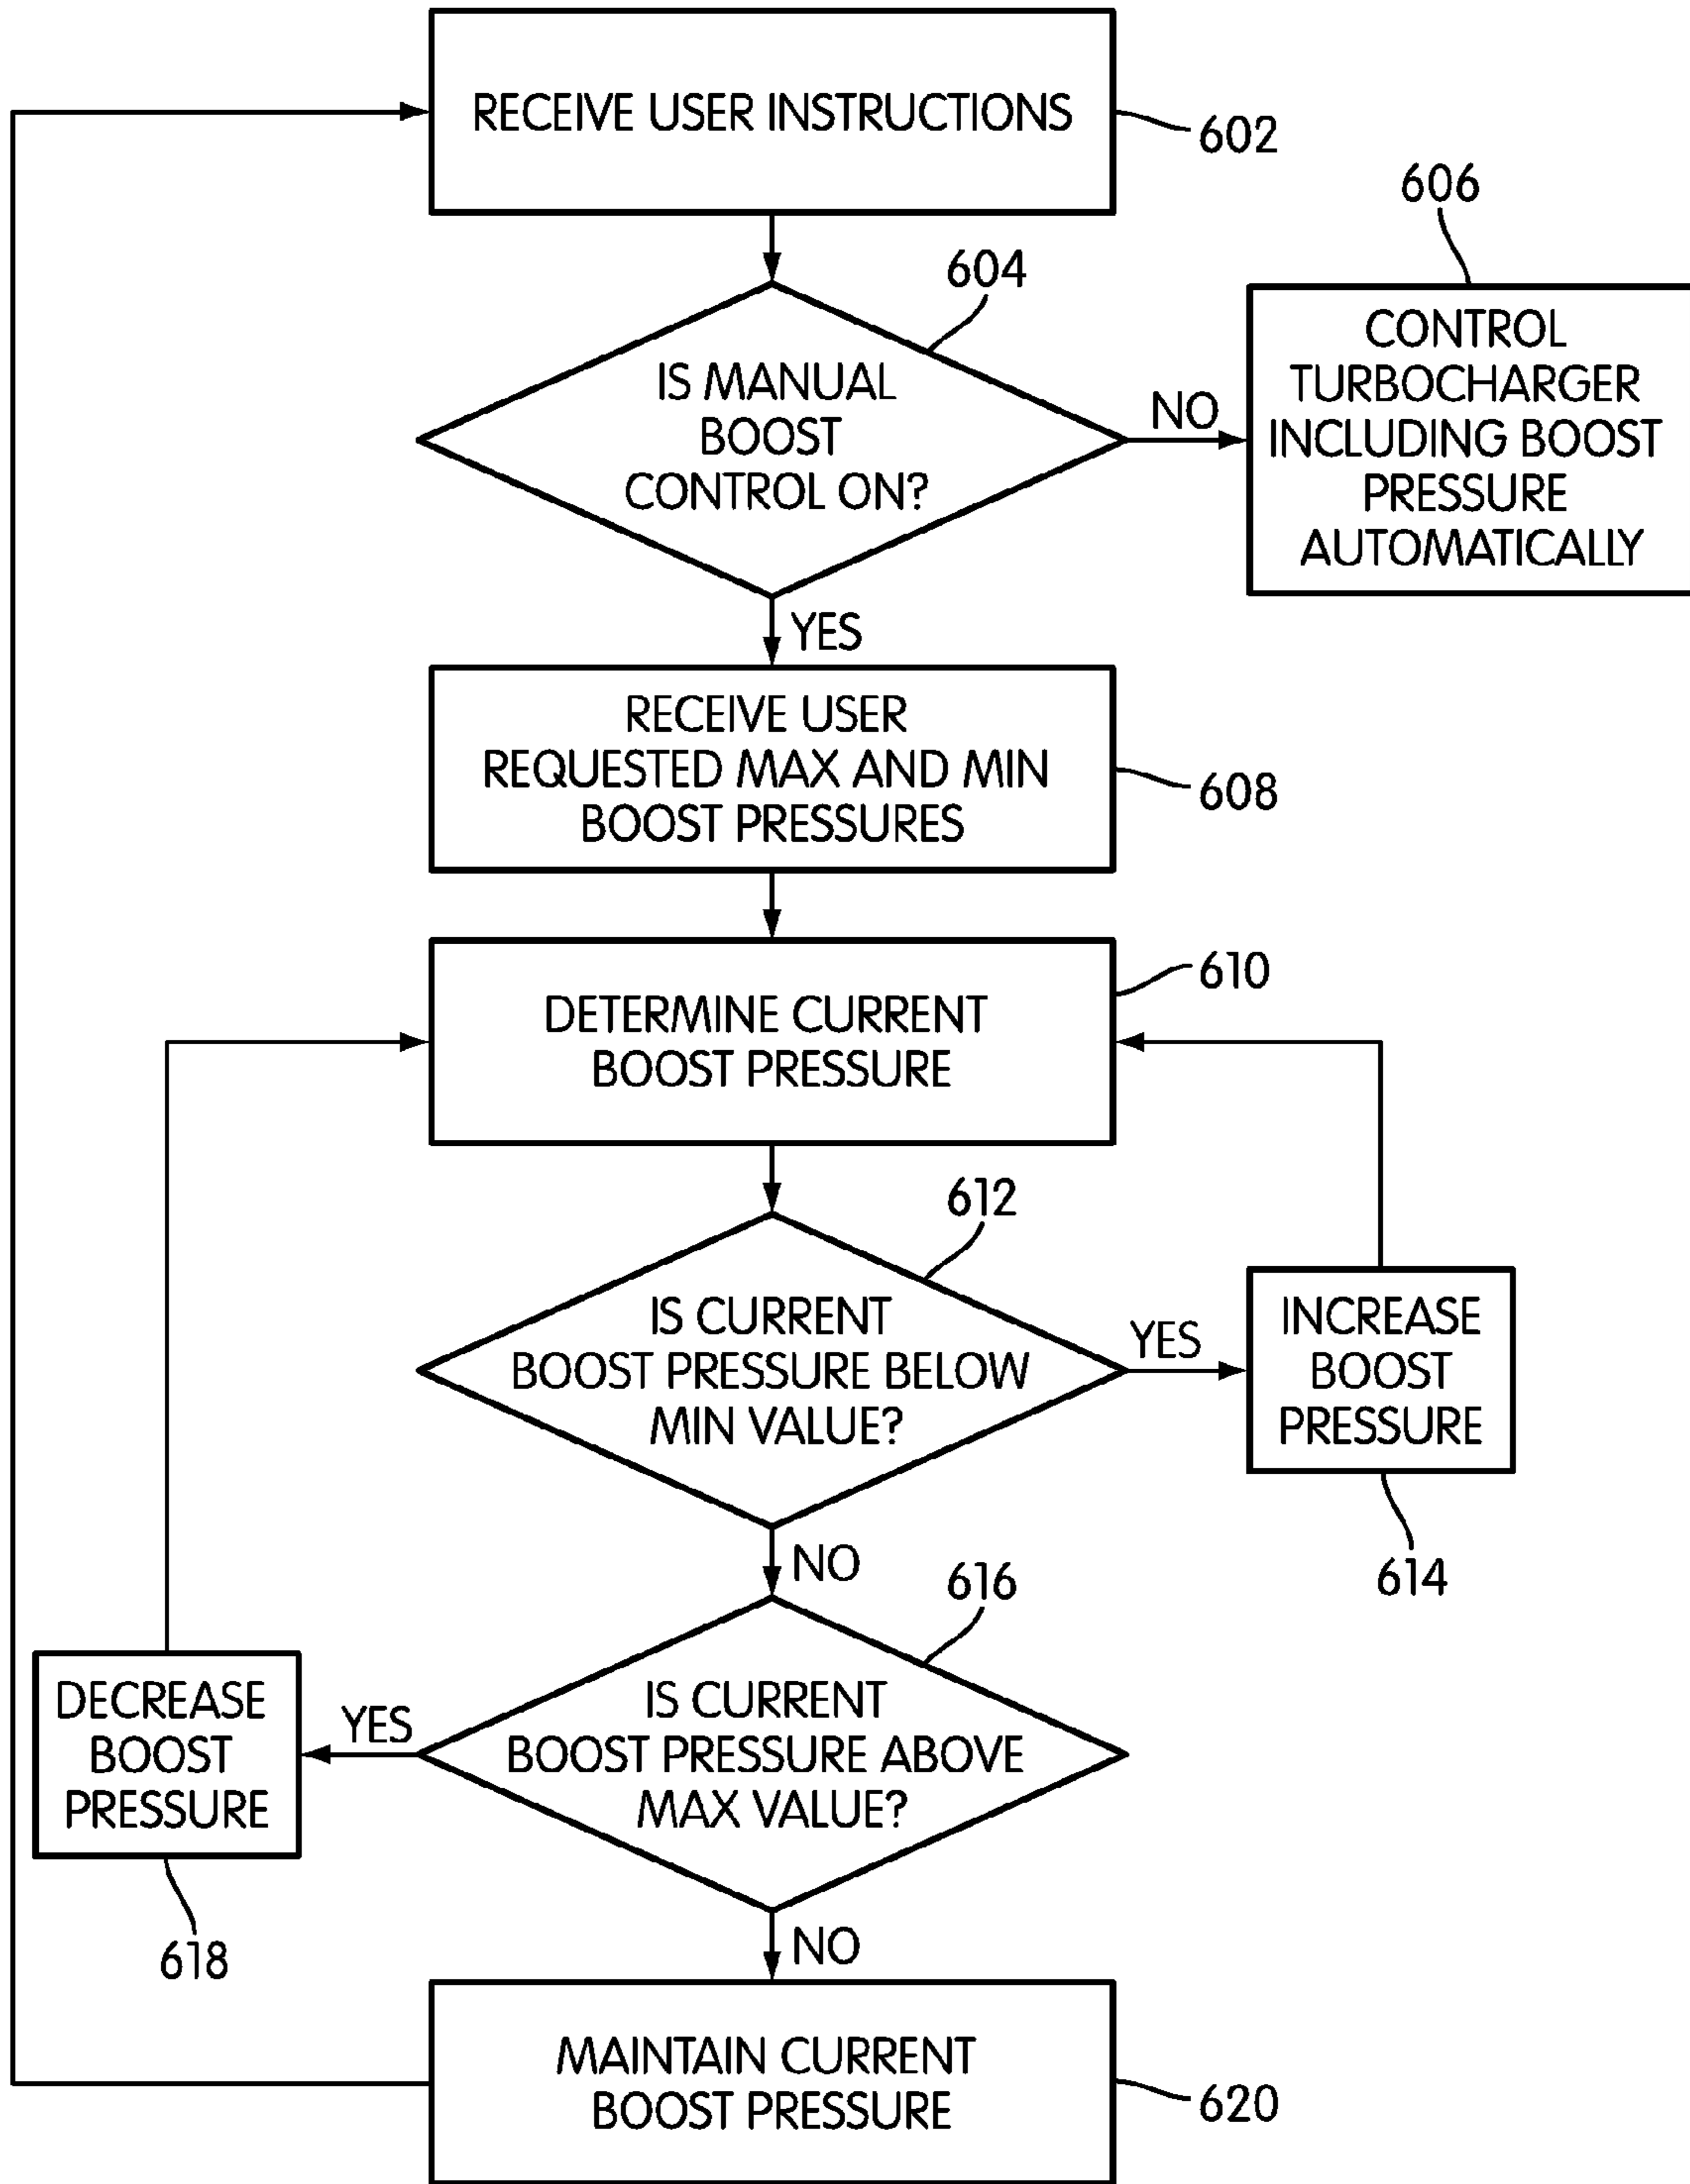 RECEIVE USER INSTRUCTIONS
602
604
IS MANUAL
BOOST
CONTROL ON?
NO
606
CONTROL
TURBOCHARGER
INCLUDING BOOST
PRESSURE
AUTOMATICALLY
YES
RECEIVE USER
REQUESTED MAX AND MIN
BOOST PRESSURES
608
DETERMINE CURRENT
BOOST PRESSURE
610
612
IS CURRENT
BOOST PRESSURE BELOW
MIN VALUE?
YES
INCREASE
BOOST
PRESSURE
614
NO
616
IS CURRENT
BOOST PRESSURE ABOVE
MAX VALUE?
YES
DECREASE
BOOST
PRESSURE
618
NO
MAINTAIN CURRENT
BOOST PRESSURE
620